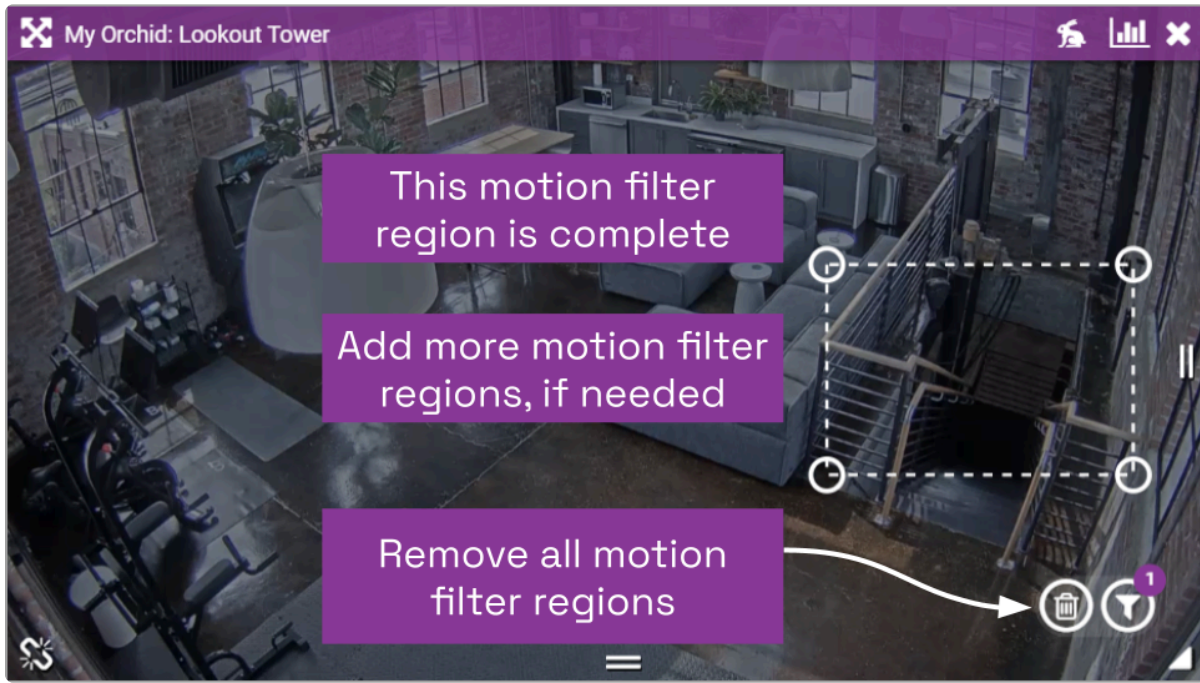 My Orchid: Lookout Tower
This motion filter
region is complete
Add more motion filter
regions, if needed
Remove all motion
filter regions
1